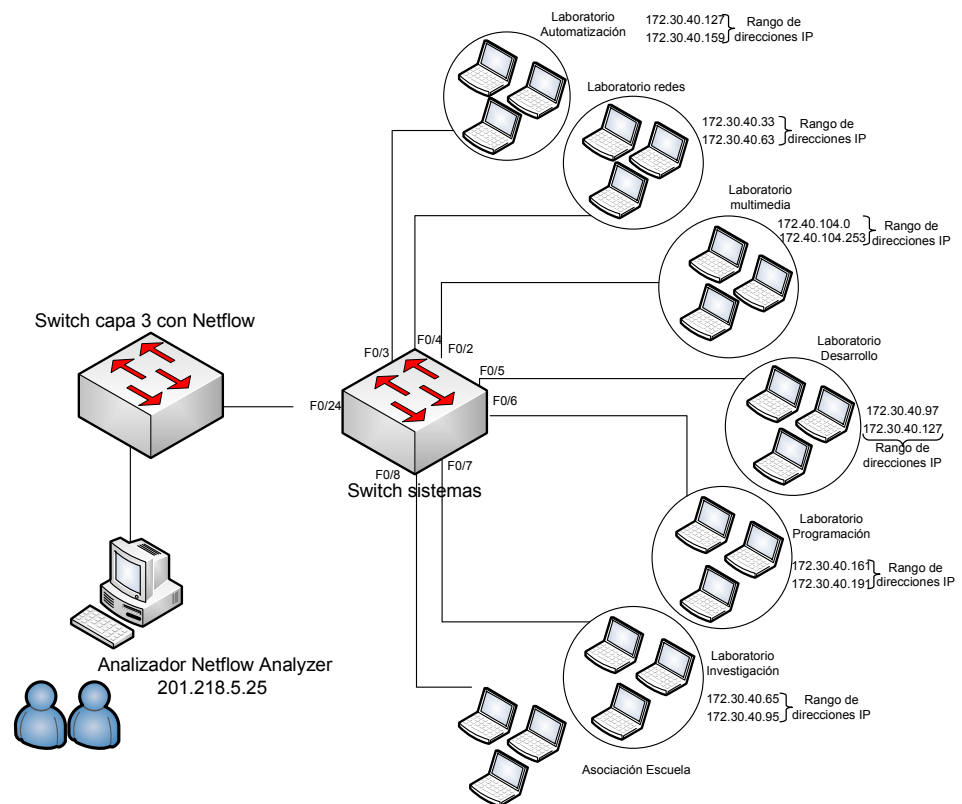 Laboratorio
Automatización
172.30.40.127
172.30.40.159
Rango de
direcciones IP
Laboratorio redes
172.30.40.33
172.30.40.63
Rango de
direcciones IP
Laboratorio
multimedia
172.40.104.0
172.40.104.253
Rango de
direcciones IP
Switch capa 3 con Netflow
F0/3
F0/4
F0/2
F0/5
F0/6
F0/24
F0/8
F0/7
Switch sistemas
Laboratorio
Desarrollo
172.30.40.97
172.30.40.127
Rango de
direcciones IP
Laboratorio
Programación
172.30.40.161
172.30.40.191
Rango de
direcciones IP
Analizador Netflow Analyzer
201.218.5.25
Laboratorio
Investigación
172.30.40.65
172.30.40.95
Rango de
direcciones IP
Asociación Escuela